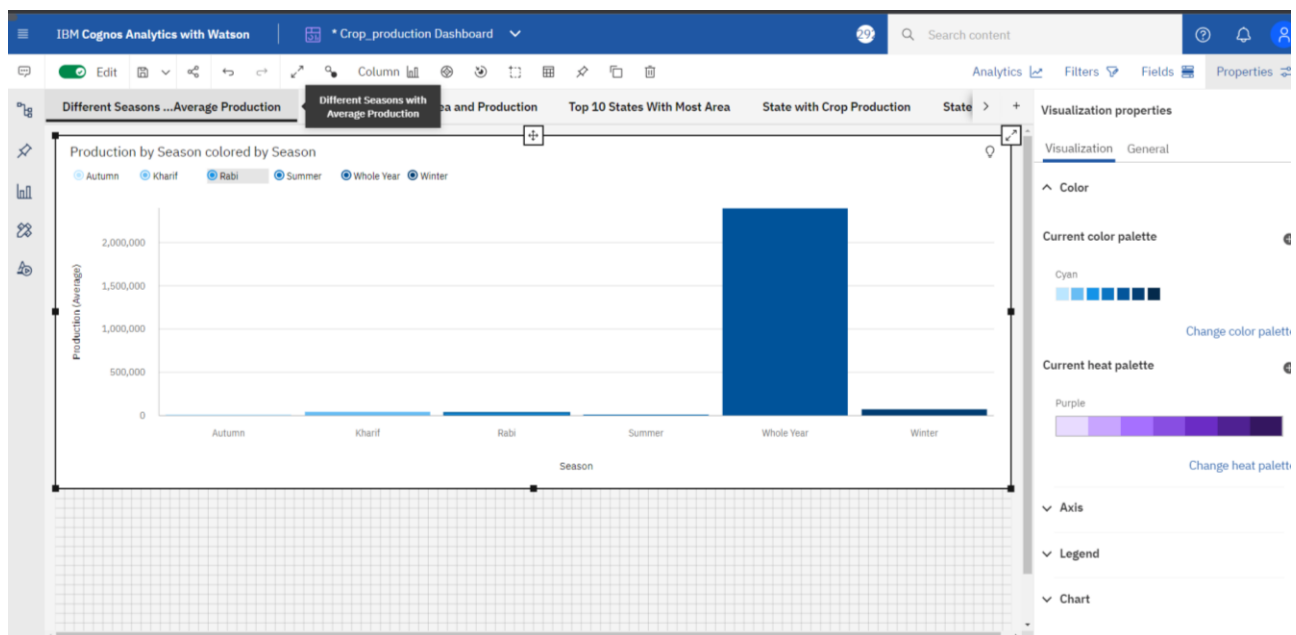 IBM Cognos Analytics with Watson
* Crop_production Dashboard
Search content
Edit
Column
Analytics
Filters
Fields
Properties
Different Seasons ...Average Production
Different Seasons with
Average Production
ea and Production
Top 10 States With Most Area
State with Crop Production
State
Visualization properties
Visualization General
Production by Season colored by Season
Autumn Kharif Rabi Summer Whole Year Winter
Color
Current color palette
Cyan
Change color palett
Current heat palette
Purple
Change heat palett
Axis
Legend
Chart
Production (Average)
2,000,000
1,500,000
1,000,000
500,000
0
Autumn Kharif Rabi Summer Whole Year Winter
Season